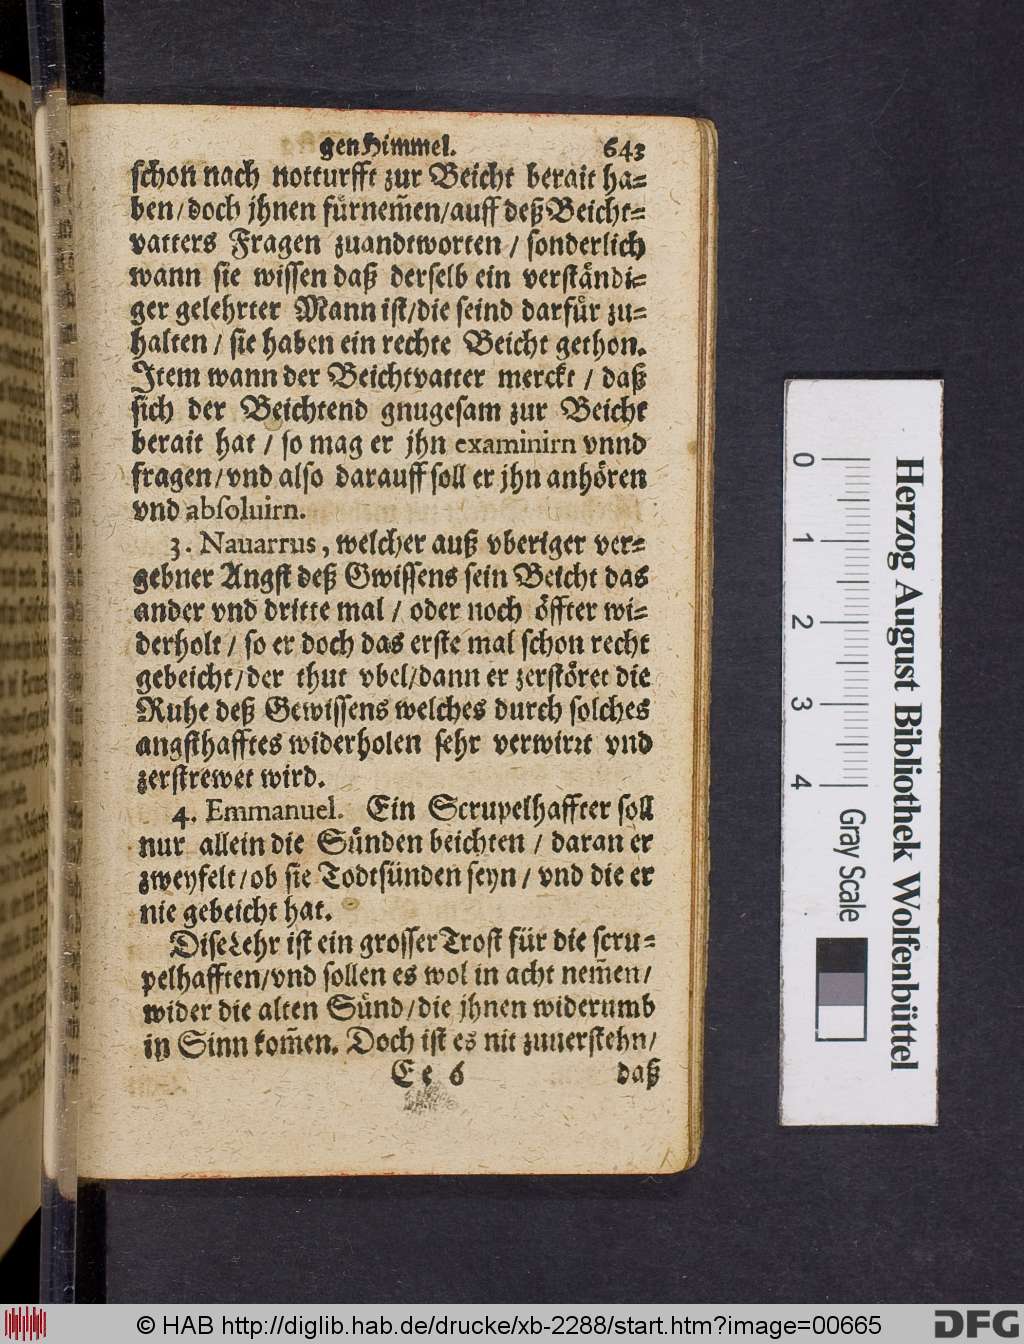 gen Himmel. 643
schon nach notturfft zur Beicht berait ha-
ben/doch jhnen fürnem̃en/auff deß Beicht-
vatters Fragen zuandtworten / sonderlich
wann sie wissen daß derselb ein verständi-
ger gelehrter Mann ist/die seind darfür zu-
halten / sie haben ein rechte Beicht gethon.
Item wann der Beichtvatter merckt / daß
sich der Beichtend gnugesam zur Beicht
berait hat / so mag er jhn examinirn vnnd
fragen/vnd also darauff soll er jhn anhören
vnd absoluirn.
3. Nauarrus, welcher auß vberiger ver-
gebner Angst deß Gwissens sein Beicht das
ander vnd dritte mal / oder noch öffter wi-
derholt / so er doch das erste mal schon recht
gebeicht/der thut vbel/dann er zerstöret die
Ruhe deß Gewissens welches durch solches
angsthafftes widerholen sehr verwirrt vnd
zerstrewet wird.
4. Emmanuel. Ein Scrupelhaffter soll
nur allein die Sünden beichten / daran er
zweyfelt/ob sie Todtsünden seyn/vnd die er
nie gebeicht hat.
Dise Lehr ist ein grosser Trost für die scru-
pelhafften/vnd sollen es wol in acht nem̃en/
wider die alten Sünd/die jhnen widerumb
in Sinn kom̃en. Doch ist es nit zuuerstehn/
Ee 6 daß
Herzog August Bibliothek Wolfenbüttel
0 1 2 3 4 Gray Scale
© HAB http://diglib.hab.de/drucke/xb-2288/start.htm?image=00665
DFG